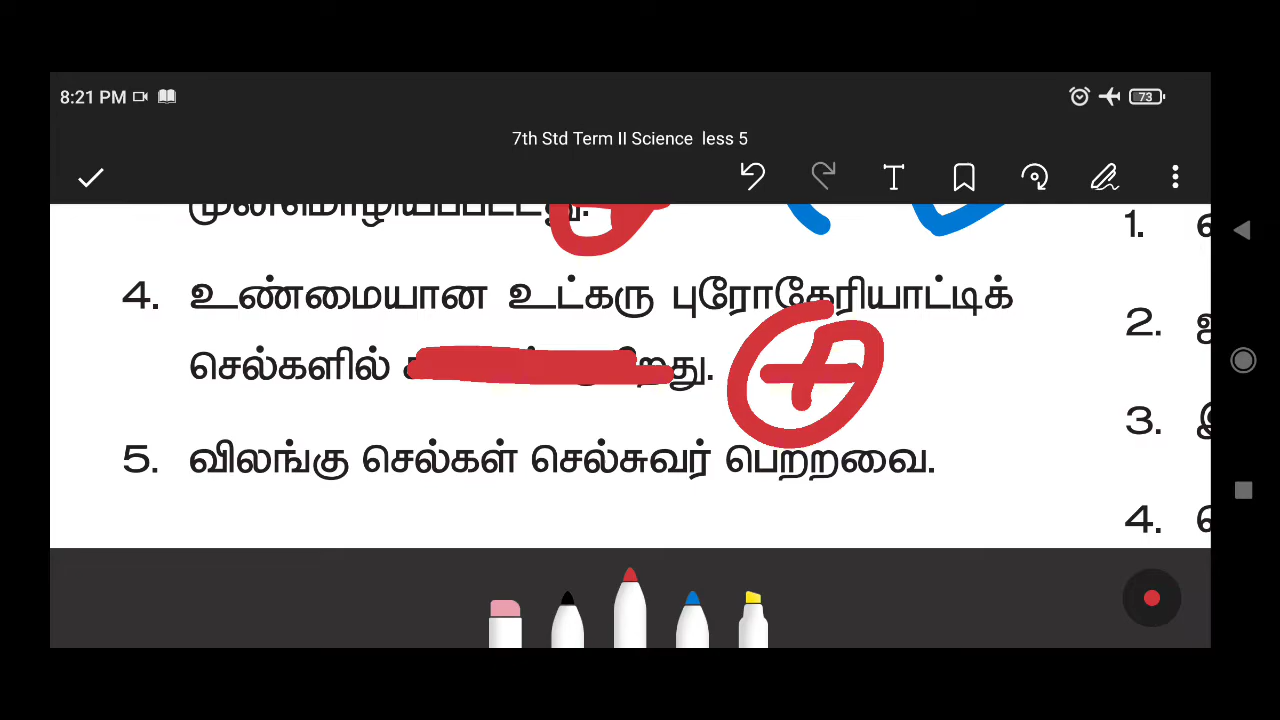 8:21 PM
73
7th Std Term II Science less 5
1.
4. உண்மையான உட்கரு புரோகேரியாட்டிக்
2.
செல்களில்
3.
5. விலங்கு செல்கள் செல்சுவர் பெற்றவை.
4.